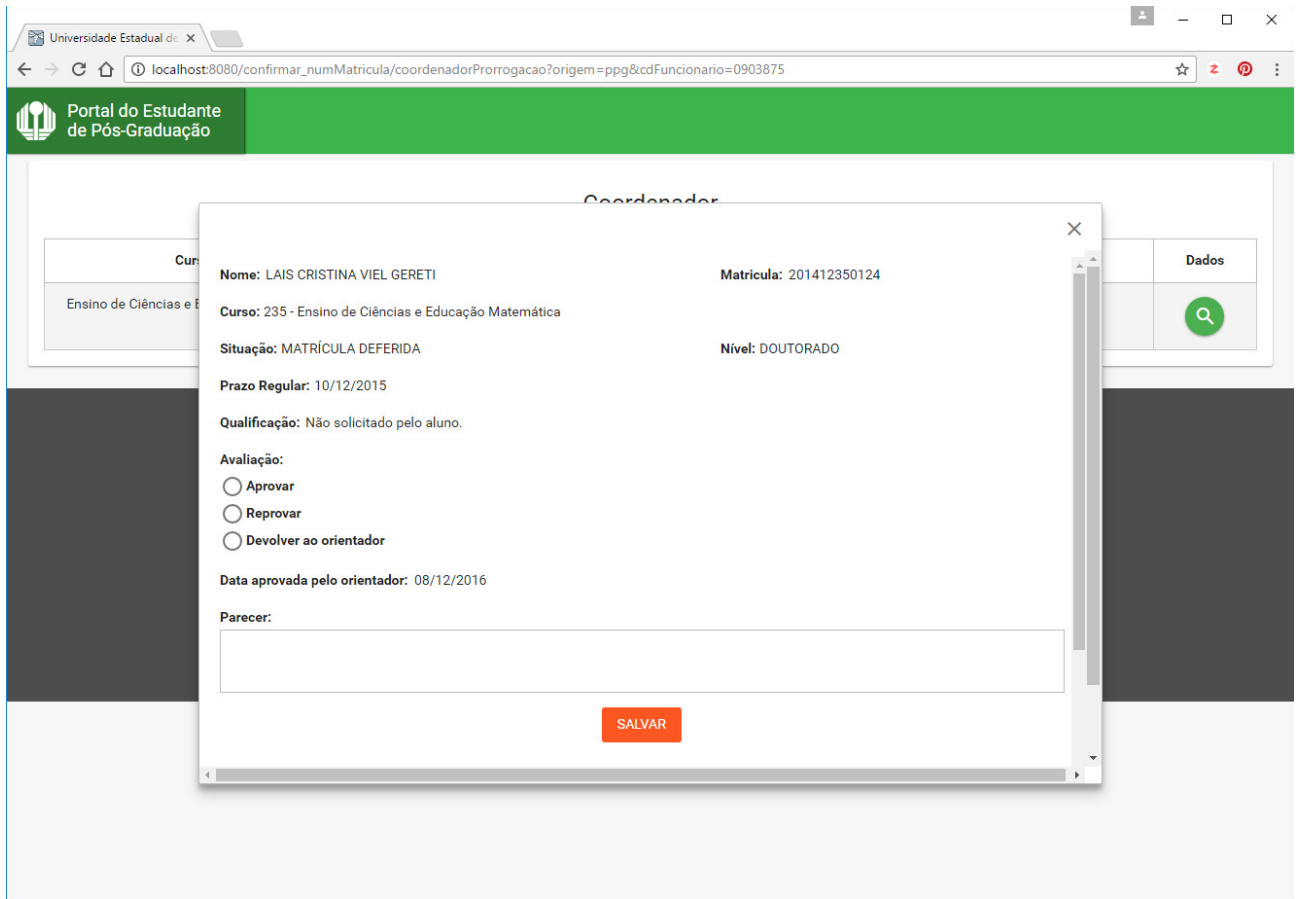 Universidade Estadual de
localhost:8080/confirmar_numMatricula/coordenadorProrrogacao?origem=ppg&cdFuncionario=0903875
Portal do Estudante
de Pós-Graduação
Coordenador
Dados
Ensino de Ciências e
Nome: LAIS CRISTINA VIEL GERETI Matricula: 201412350124
Curso: 235 - Ensino de Ciências e Educação Matemática
Situação: MATRÍCULA DEFERIDA Nível: DOUTORADO
Prazo Regular: 10/12/2015
Qualificação: Não solicitado pelo aluno.
Avaliação:
Aprovar
Reprovar
Devolver ao orientador
Data aprovada pelo orientador: 08/12/2016
Parecer:
SALVAR